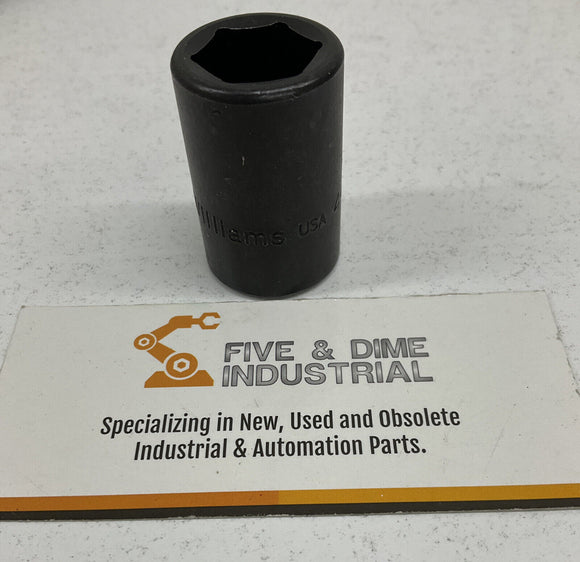 Williams USA
FIVE & DIME
INDUSTRIAL
Specializing in New, Used and Obsolete
Industrial & Automation Parts.